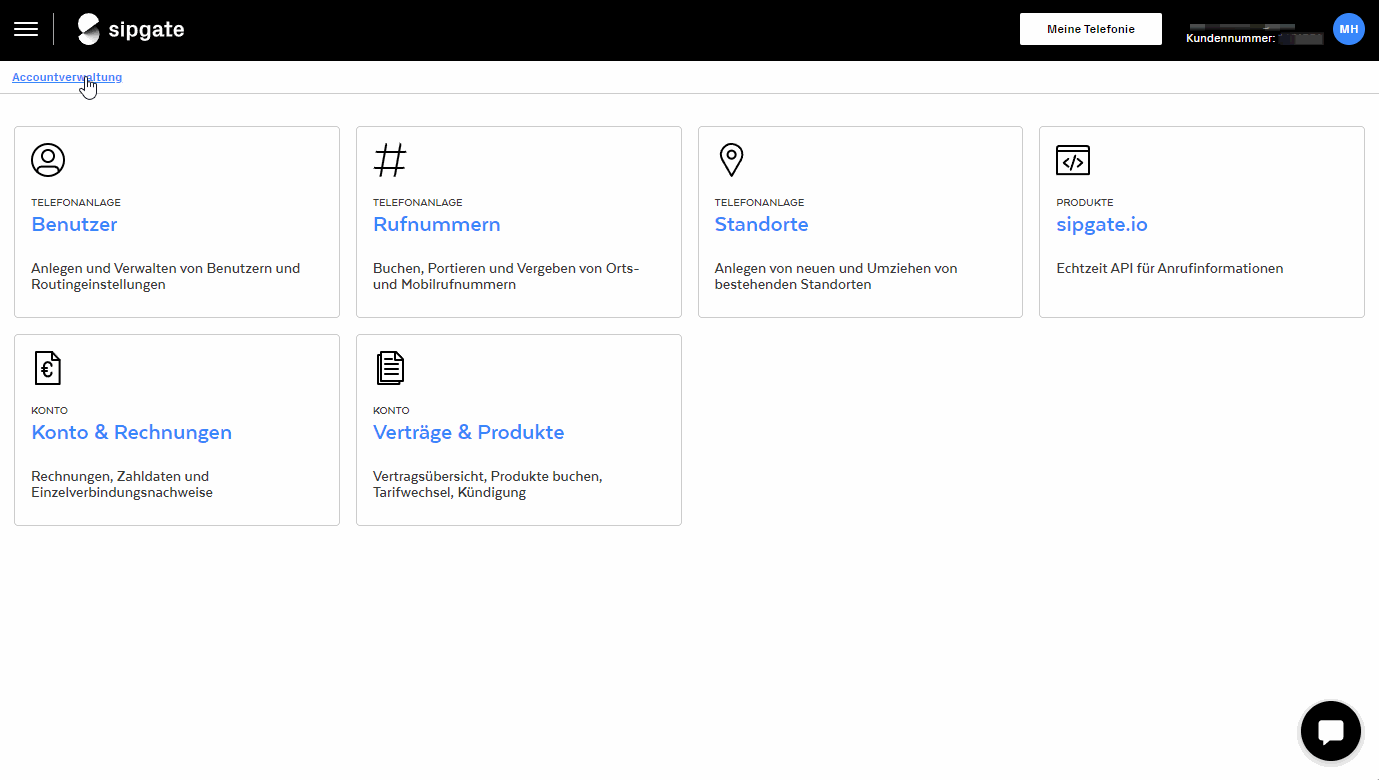 sipgate
Meine Telefonie
Kundennummer:
MH
Accountverwaltung
TELEFONANLAGE
Benutzer
Anlegen und Verwalten von Benutzern und
Routingeinstellungen
TELEFONANLAGE
Rufnummern
Buchen, Portieren und Vergeben von Orts-
und Mobilrufnummern
TELEFONANLAGE
Standorte
Anlegen von neuen und Umziehen von
bestehenden Standorten
PRODUKTE
sipgate.io
Echtzeit API für Anrufinformationen
KONTO
Konto & Rechnungen
Rechnungen, Zahldaten und
Einzelverbindungsnachweise
KONTO
Verträge & Produkte
Vertragsübersicht, Produkte buchen,
Tarifwechsel, Kündigung